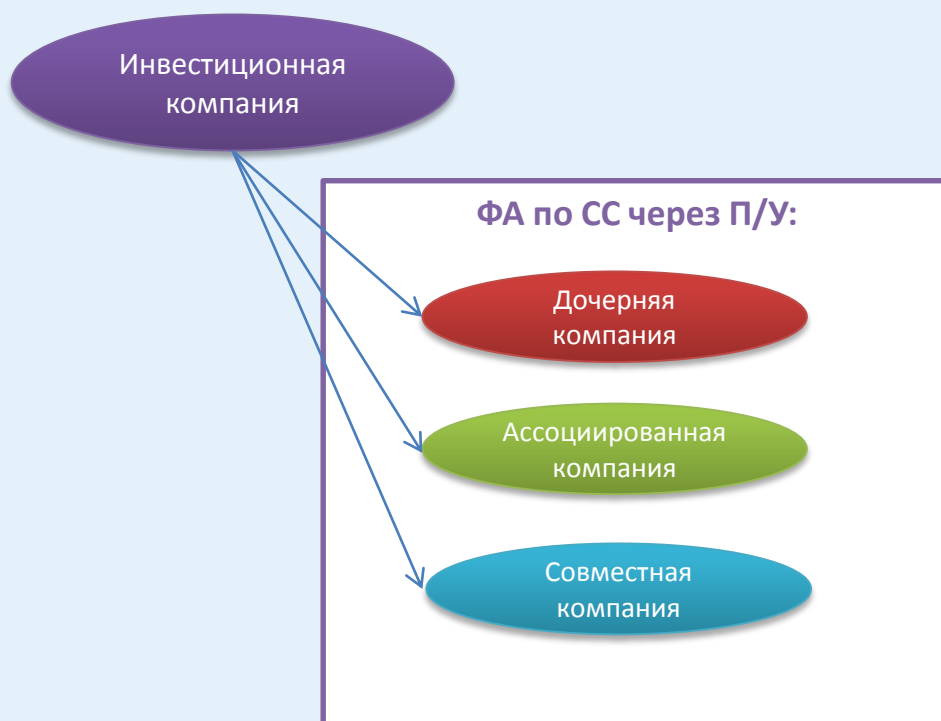 Инвестиционная
компания
ФА по СС через П/У:
Дочерняя
компания
Ассоциированная
компания
Совместная
компания